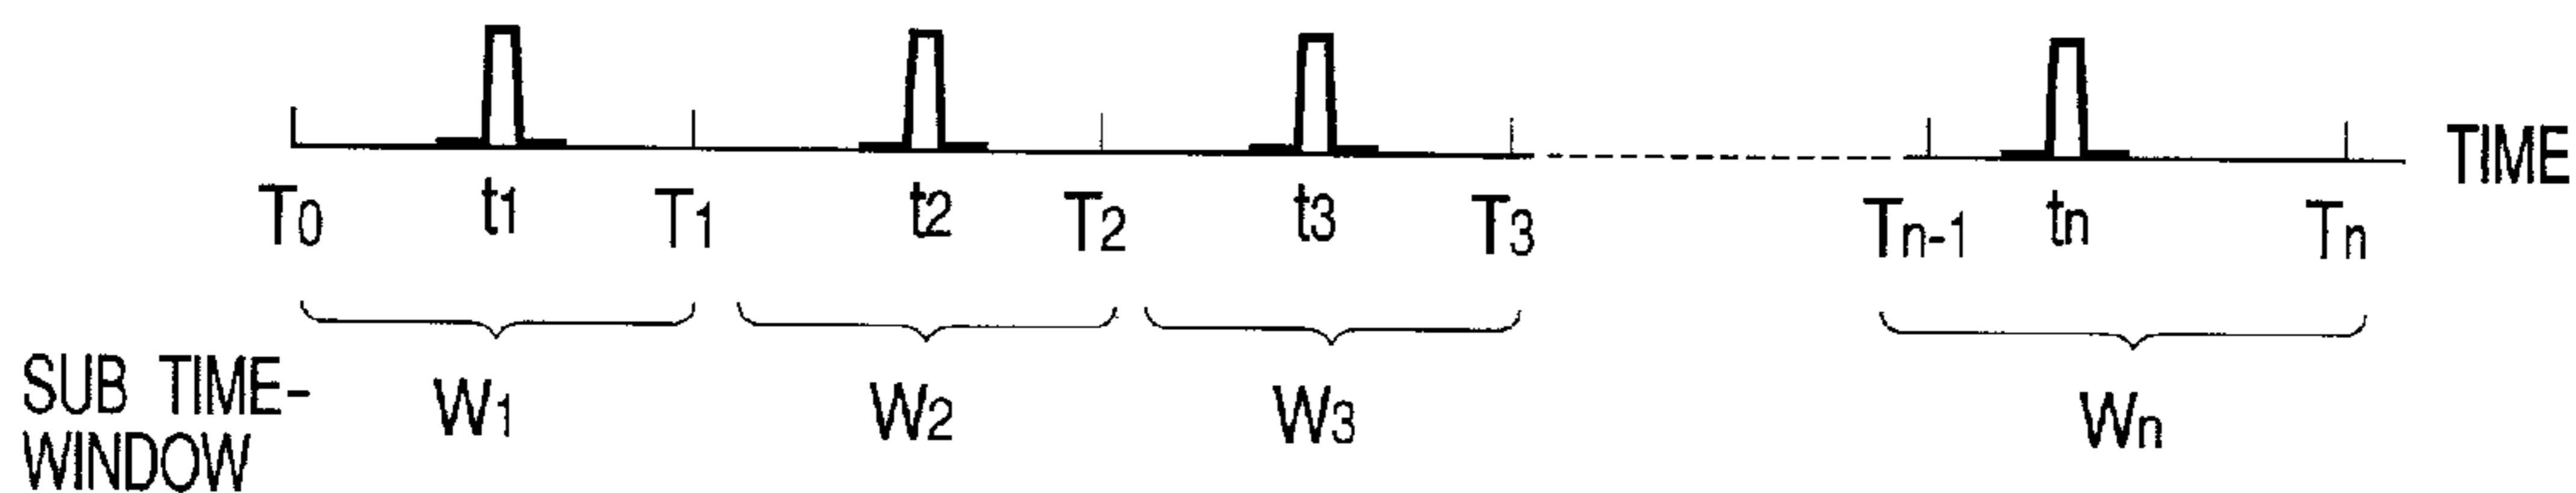 T0 t1 T1 t2 T2 t3 T3 Tn-1 tn Tn TIME
SUB TIME-
WINDOW
W1 W2 W3 Wn